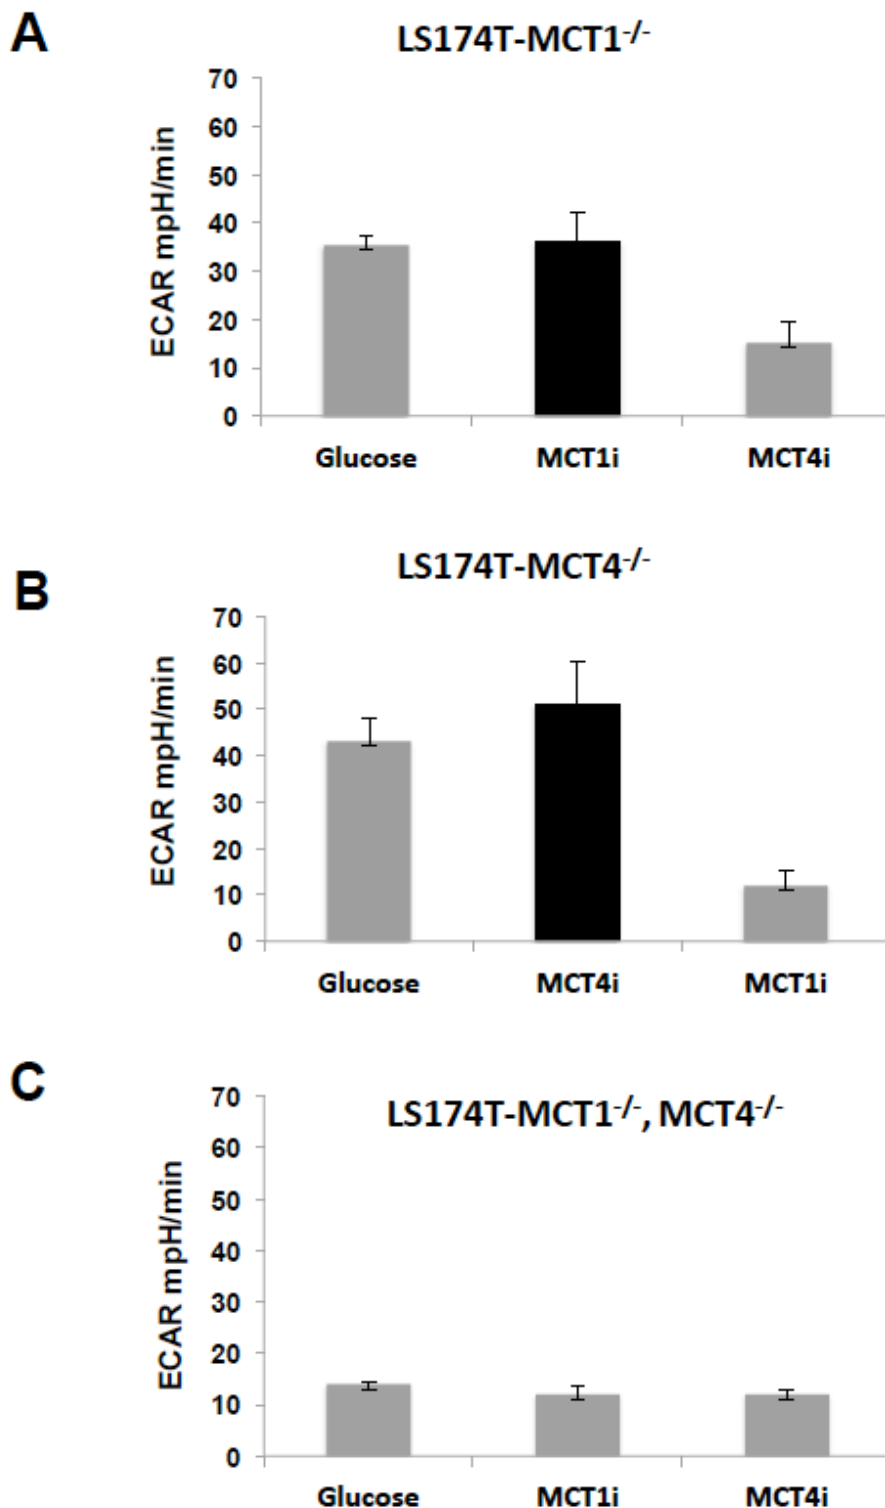 A
LS174T-MCT1-/-
70
60
50
40
30
20
10
0
ECAR mpH/min
Glucose MCT1i MCT4i
B
LS174T-MCT4-/-
70
60
50
40
30
20
10
0
ECAR mpH/min
Glucose MCT4i MCT1i
C
LS174T-MCT1-/-, MCT4-/-
70
60
50
40
30
20
10
0
ECAR mpH/min
Glucose MCT1i MCT4i